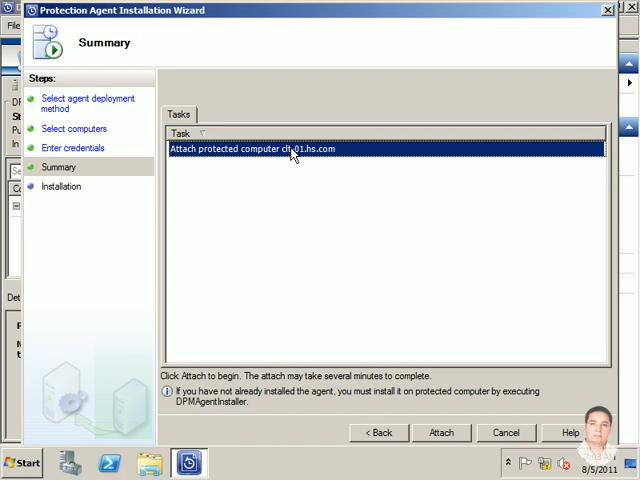 Protection Agent Installation Wizard
File
Summary
Steps:
Select agent deployment
method
Select computers
Enter credentials
Summary
Installation
Tasks
Task
Attach protected computer clt-01.hs.com
Click Attach to begin. The attach may take several minutes to complete.
If you have not already installed the agent, you must install it on protected computer by executing
DPMAgentInstaller.
< Back
Attach
Cancel
Help
Start
8/5/2011